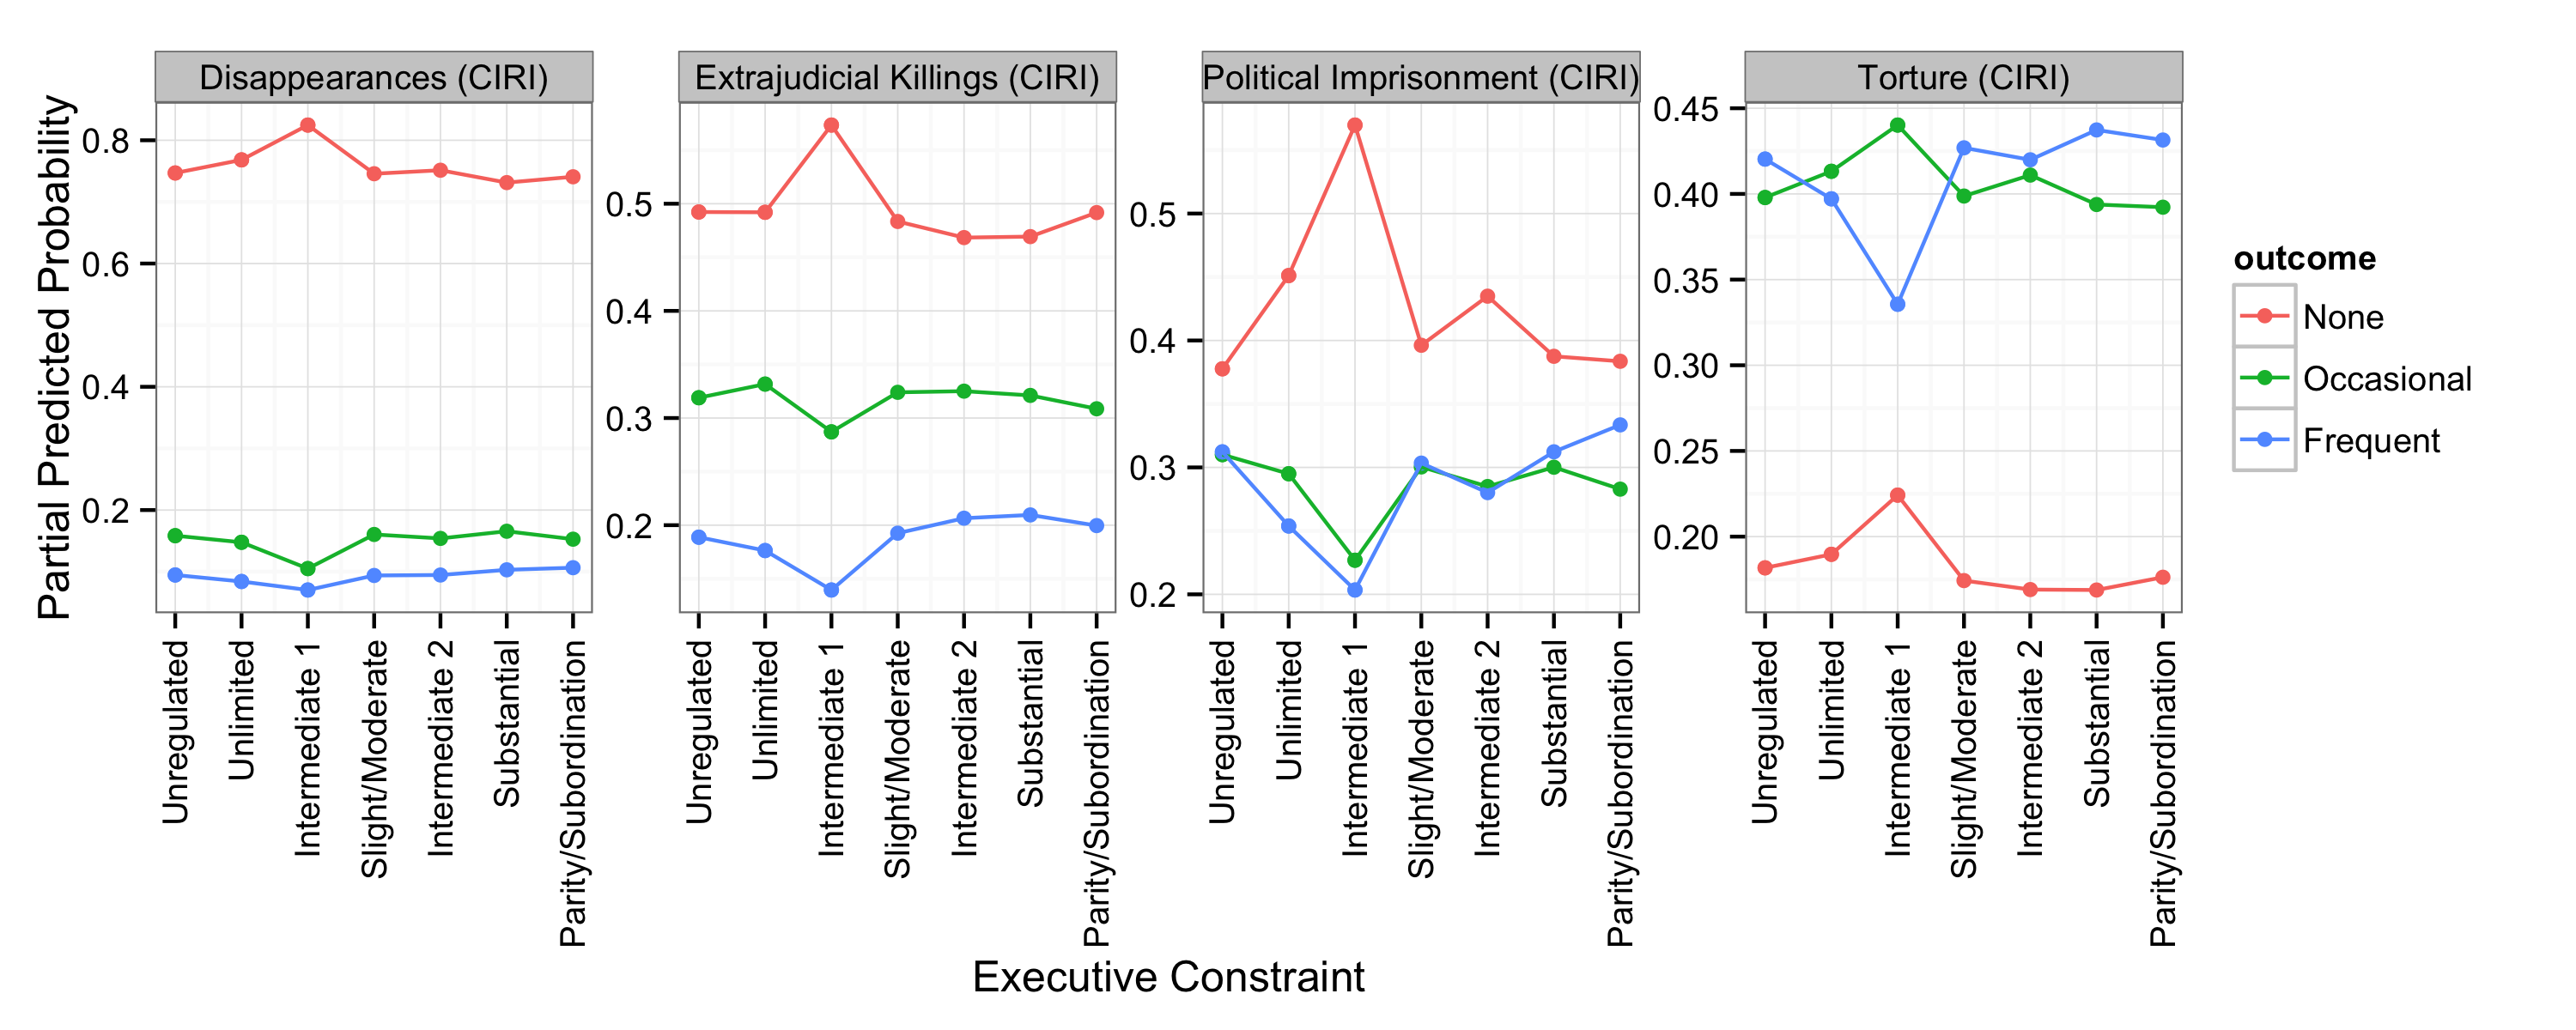 Disappearances (CIRI)
Extrajudicial Killings (CIRI)
Political Imprisonment (CIRI)
Torture (CIRI)
Partial Predicted Probability
0.8
0.6
0.4
0.2
0.5
0.4
0.3
0.2
0.5
0.4
0.3
0.2
0.45
0.40
0.35
0.30
0.25
0.20
Unregulated
Unlimited
Intermediate 1
Slight/Moderate
Intermediate 2
Substantial
Parity/Subordination
Unregulated
Unlimited
Intermediate 1
Slight/Moderate
Intermediate 2
Substantial
Parity/Subordination
Unregulated
Unlimited
Intermediate 1
Slight/Moderate
Intermediate 2
Substantial
Parity/Subordination
Unregulated
Unlimited
Intermediate 1
Slight/Moderate
Intermediate 2
Substantial
Parity/Subordination
Executive Constraint
outcome
None
Occasional
Frequent